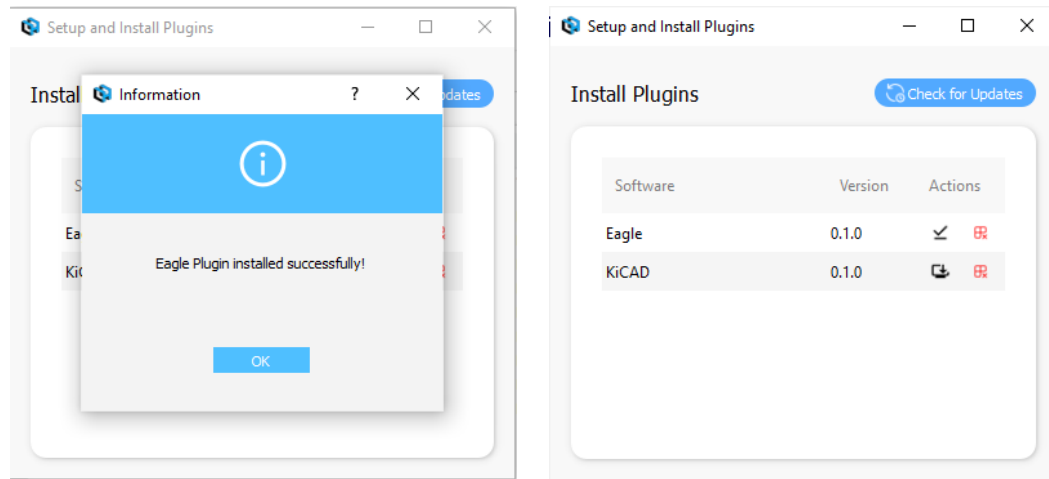 Setup and Install Plugins
Instal
pdates
Information
?
S
Ea
KiC
Eagle Plugin installed successfully!
OK
Setup and Install Plugins
Install Plugins
Check for Updates
Software Version Actions
Eagle 0.1.0
KiCAD 0.1.0